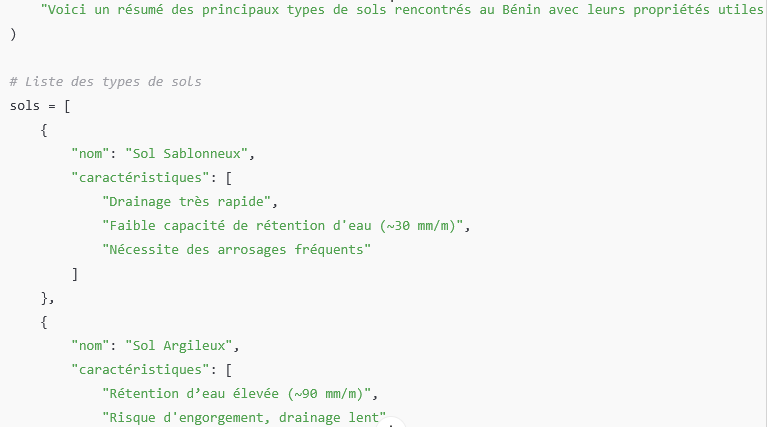 "Voici un résumé des principaux types de sols rencontrés au Bénin avec leurs propriétés utiles
)
# Liste des types de sols
sols = [
{
"nom": "Sol Sablonneux",
"caractéristiques": [
"Drainage très rapide",
"Faible capacité de rétention d'eau (~30 mm/m)",
"Nécessite des arrosages fréquents"
]
},
{
"nom": "Sol Argileux",
"caractéristiques": [
"Rétention d’eau élevée (~90 mm/m)",
"Risque d'engorgement, drainage lent"